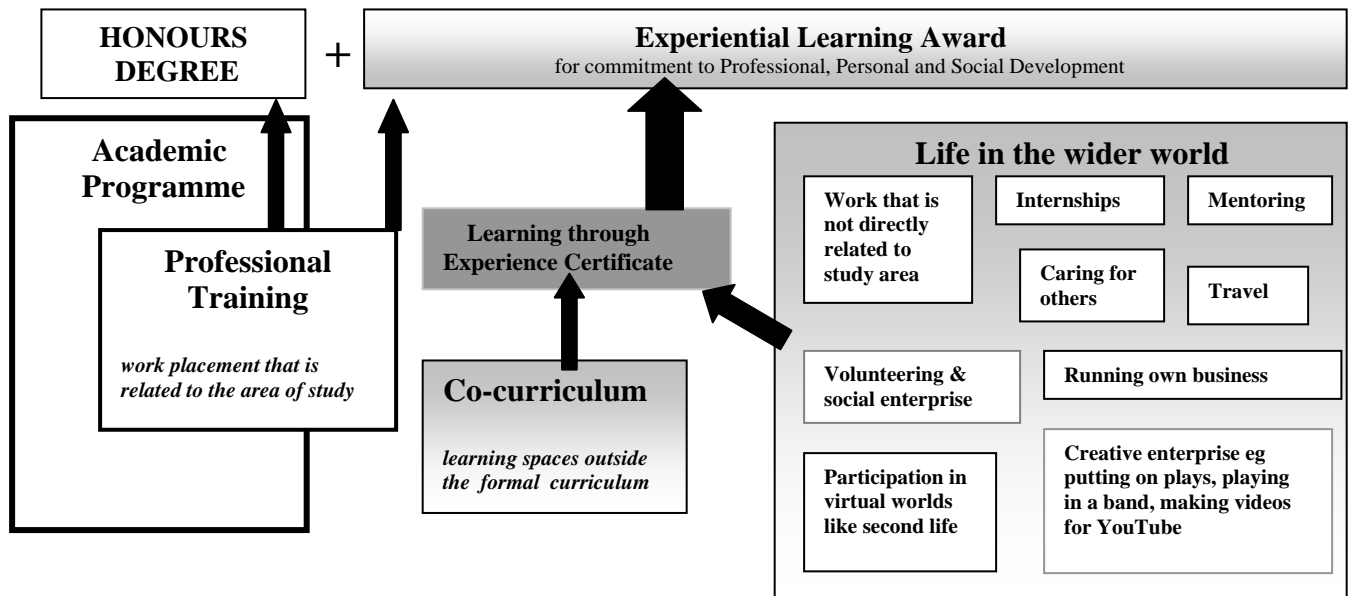 HONOURS
DEGREE
+
Experiential Learning Award
for commitment to Professional, Personal and Social Development
Academic
Programme
Professional
Training
work placement that is
related to the area of study
Learning through
Experience Certificate
Co-curriculum
learning spaces outside
the formal curriculum
Life in the wider world
Work that is
not directly
related to
study area
Internships
Mentoring
Caring for
others
Travel
Volunteering &
social enterprise
Running own business
Participation in
virtual worlds
like second life
Creative enterprise eg
putting on plays, playing
in a band, making videos
for YouTube